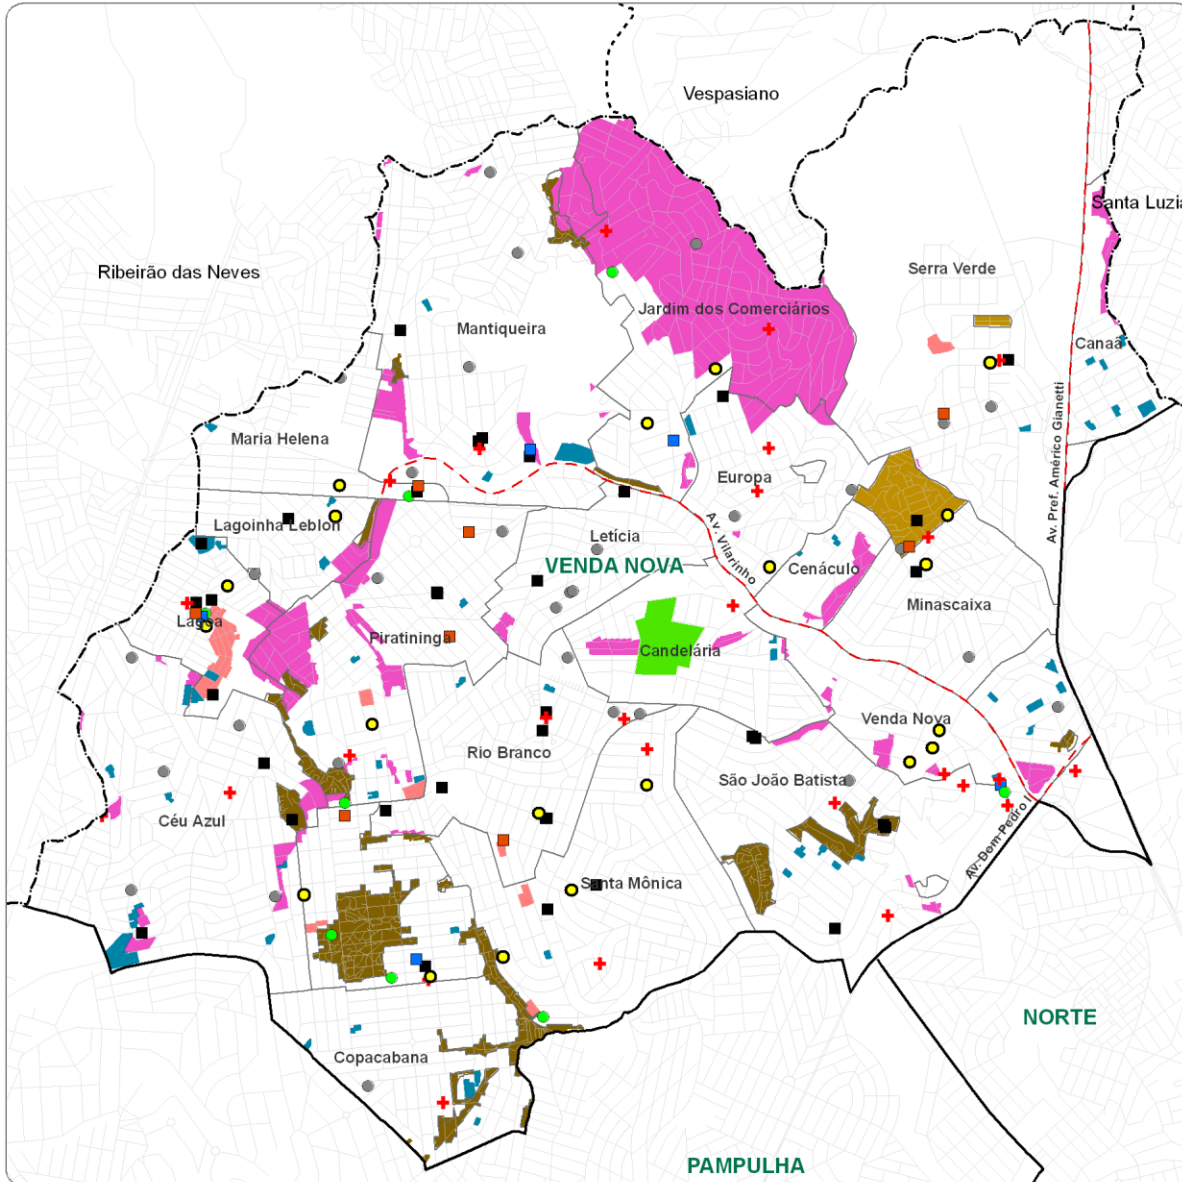 Vespasiano
Santa Luzia
Ribeirão das Neves
Serra Verde
Jardim dos Comerciários
Mantiqueira
Canaã
Av. Pref. Américo Gianetti
Maria Helena
Europa
Lagoinha Leblon
Letícia
Av. Vilarinho
VENDA NOVA
Cenáculo
Minascaixa
Lagoa
Piratininga
Candelária
Venda Nova
Rio Branco
São João Batista
Céu Azul
Av. Dom Pedro I
Santa Mônica
NORTE
Copacabana
PAMPULHA